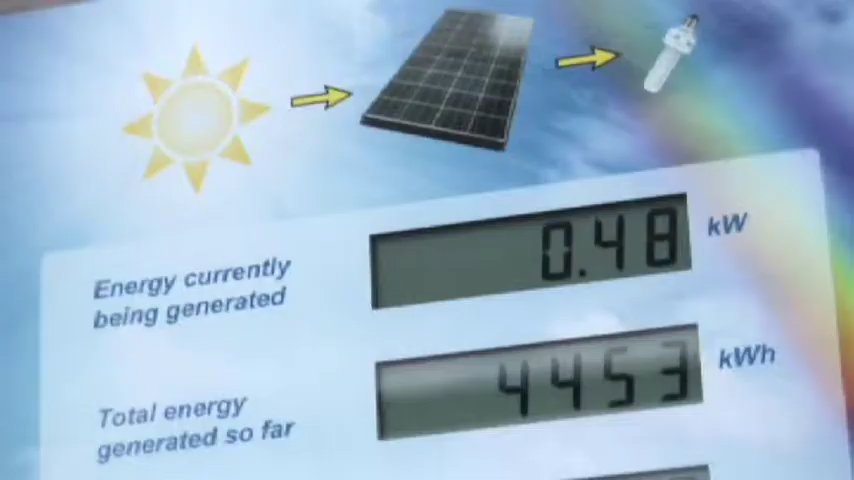 Energy currently
being generated
0.48 kW
Total energy
generated so far
4453 kWh